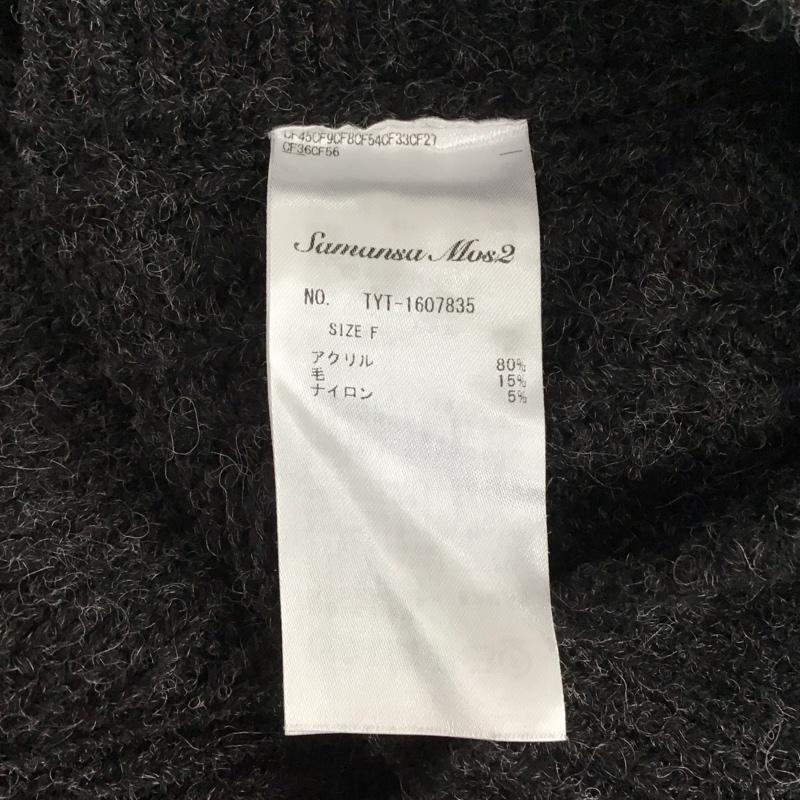 CF45CF9CF8CF54CF33CF27
CF36CF56
Samansa Mos2
NO. TYT-1607835
SIZE F
アクリル 80%
毛 15%
ナイロン 5%